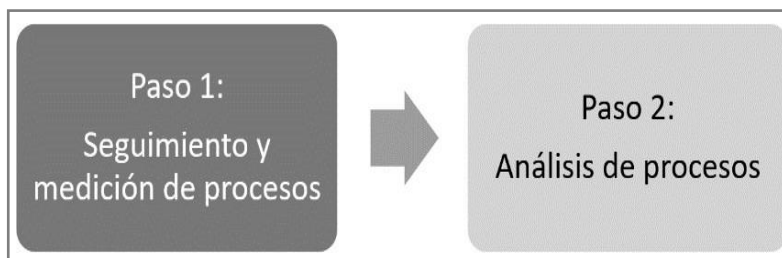 Paso 1:
Seguimiento y
medición de procesos
Paso 2:
Análisis de procesos